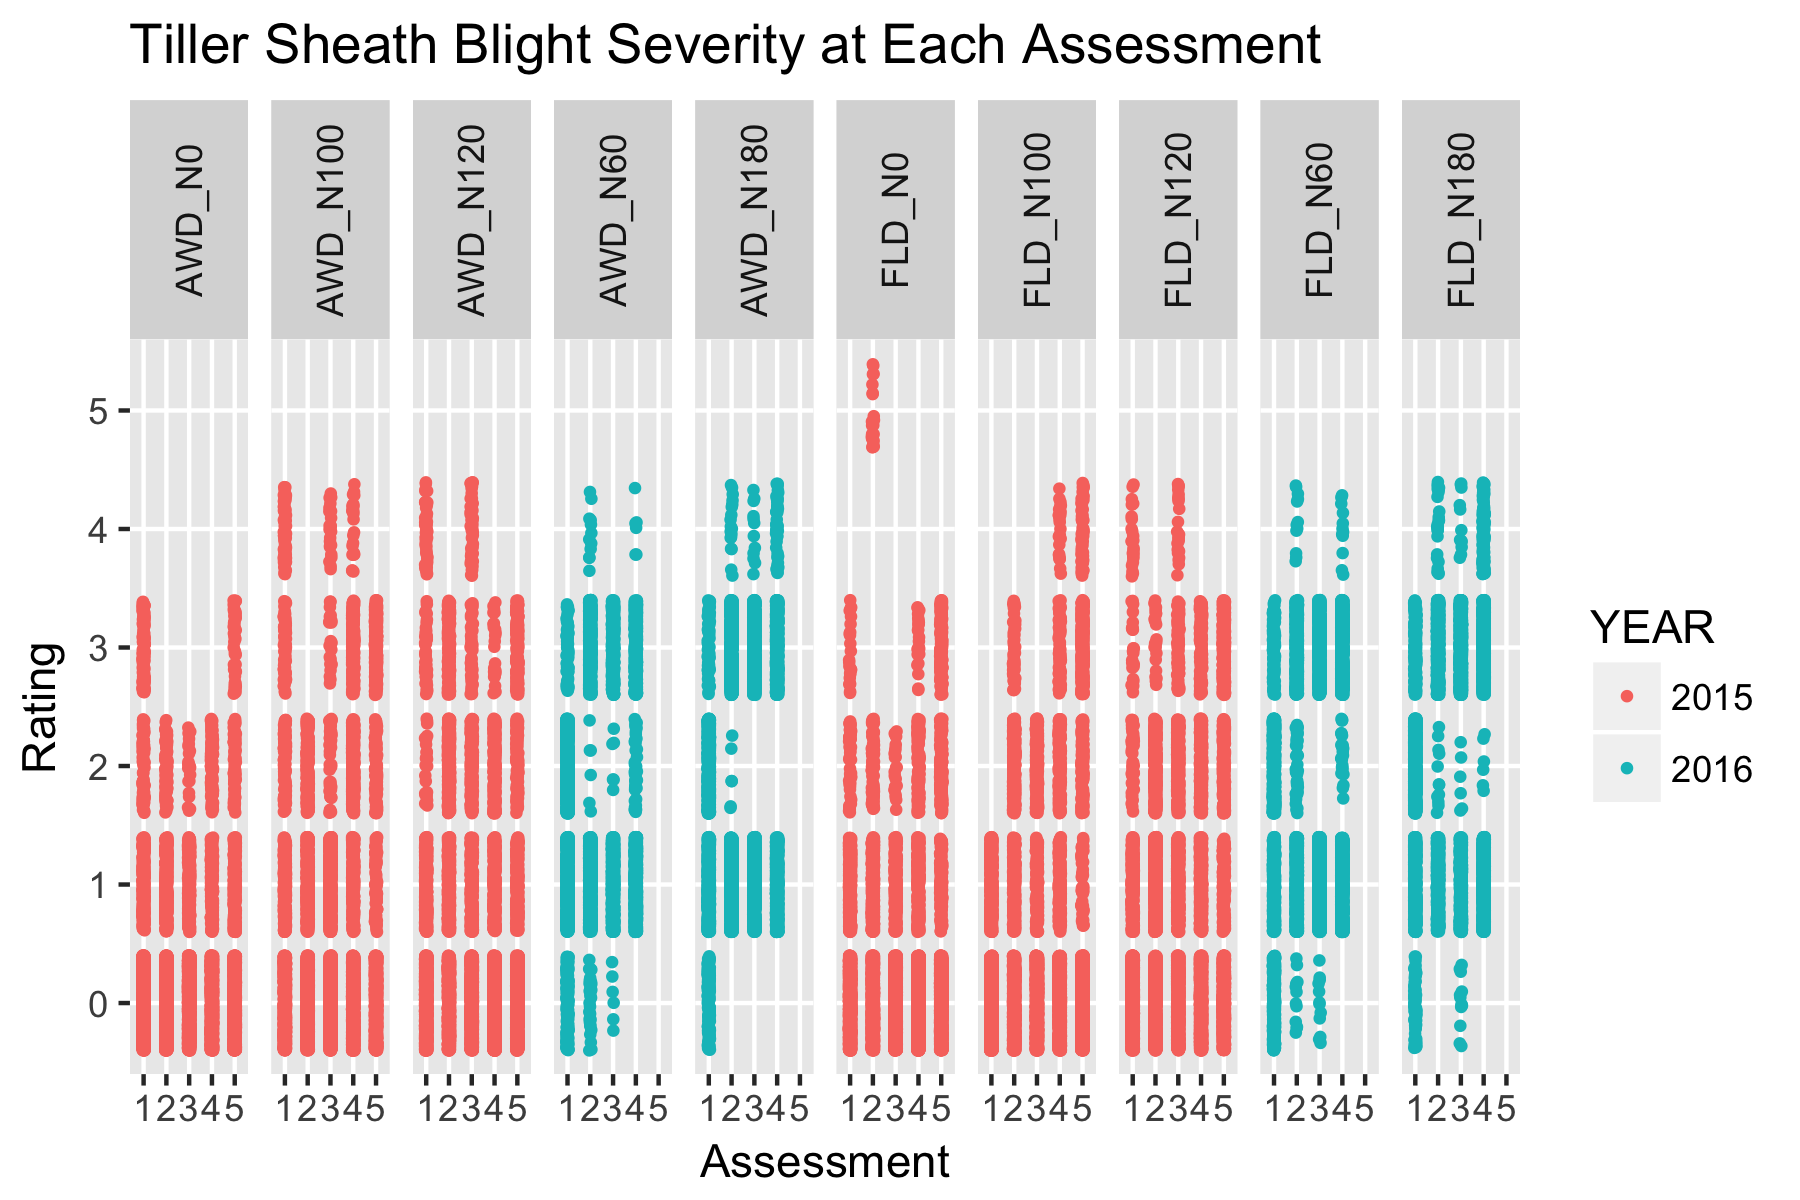 Tiller Sheath Blight Severity at Each Assessment
AWD_N0
AWD_N100
AWD_N120
AWD_N60
AWD_N180
FLD_N0
FLD_N100
FLD_N120
FLD_N60
FLD_N180
5
4
3
2
1
0
Rating
12345 12345 12345 12345 12345 12345 12345 12345 12345 12345
Assessment
YEAR
2015
2016